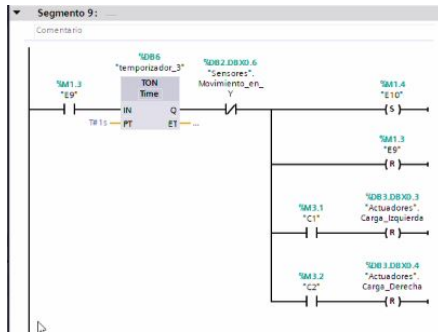 Segmento 9: ...
Comentario
%DB6
"temporizador_3"
TON
Time
IN
Q
T#1s
PT
ET
...
%M1.3
"E9"
%DB2.DBX0.6
"Sensores".
Movimiento_en_
Y
%M1.4
"E10"
S
%M1.3
"E9"
R
%M3.1
"C1"
%DB3.DBX0.3
"Actuadores".
Carga_Izquierda
R
%M3.2
"C2"
%DB3.DBX0.4
"Actuadores".
Carga_Derecha
R